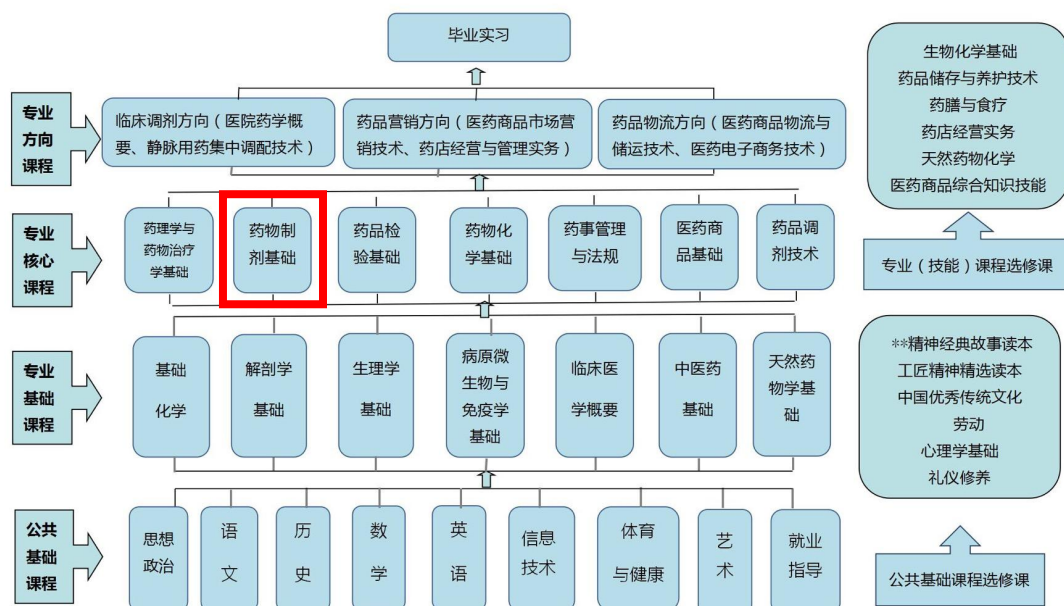 毕业实习
专业
方向
课程
临床调剂方向（医院药学概
要、静脉用药集中调配技术）
药品营销方向（医药商品市场营
销技术、药店经营与管理实务）
药品物流方向（医药商品物流与
储运技术、医药电子商务技术）
专业
核心
课程
药理学与
药物治疗
学基础
药物制
剂基础
药品检
验基础
药物化
学基础
药事管理
与法规
医药商
品基础
药品调
剂技术
专业
基础
课程
基础
化学
解剖学
基础
生理学
基础
病原微
生物与
免疫学
基础
临床医
学概要
中医药
基础
天然药
物学基
础
公共
基础
课程
思想
政治
语
文
历
史
数
学
英
语
信息
技术
体育
与健康
艺
术
就业
指导
生物化学基础
药品储存与养护技术
药膳与食疗
药店经营实务
天然药物化学
医药商品综合知识技能
专业（技能）课程选修课
**精神经典故事读本
工匠精神精选读本
中国优秀传统文化
劳动
心理学基础
礼仪修养
公共基础课程选修课